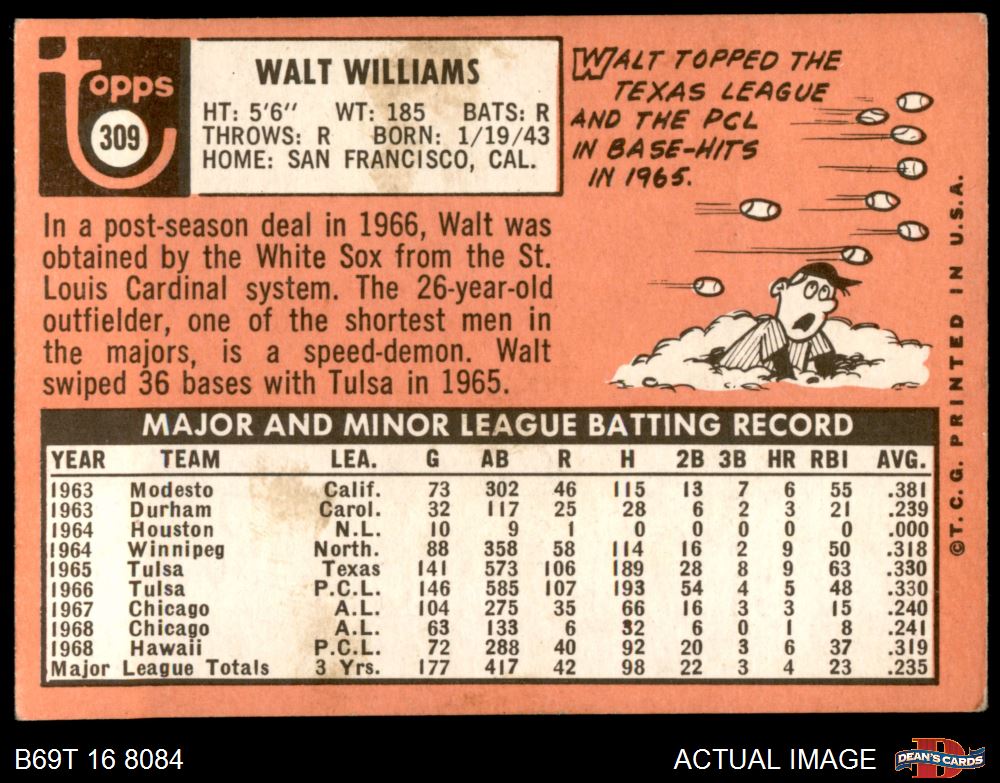 topps
309
WALT WILLIAMS
HT: 5'6" WT: 185 BATS: R
THROWS: R BORN: 1/19/43
HOME: SAN FRANCISCO, CAL.
WALT TOPPED THE
TEXAS LEAGUE
AND THE PCL
IN BASE-HITS
IN 1965.
In a post-season deal in 1966, Walt was
obtained by the White Sox from the St.
Louis Cardinal system. The 26-year-old
outfielder, one of the shortest men in
the majors, is a speed-demon. Walt
swiped 36 bases with Tulsa in 1965.
MAJOR AND MINOR LEAGUE BATTING RECORD
YEAR TEAM LEA. G AB R H 2B 3B HR RBI AVG.
1963 Modesto Calif. 73 302 46 115 13 7 6 55 .381
1963 Durham Carol. 32 117 25 28 6 2 3 21 .239
1964 Houston N.L. 10 9 1 0 0 0 0 0 .000
1964 Winnipeg North. 88 358 58 114 16 2 9 50 .318
1965 Tulsa Texas 141 573 106 189 28 8 9 63 .330
1966 Tulsa P.C.L. 146 585 107 193 54 4 5 48 .330
1967 Chicago A.L. 104 275 35 66 16 3 3 15 .240
1968 Chicago A.L. 63 133 6 32 6 0 1 8 .241
1968 Hawaii P.C.L. 72 288 40 92 20 3 6 37 .319
Major League Totals 3 Yrs. 177 417 42 98 22 3 4 23 .235
©T.C.G. PRINTED IN U.S.A.
B69T 16 8084
ACTUAL IMAGE
D
DEAN'S CARDS